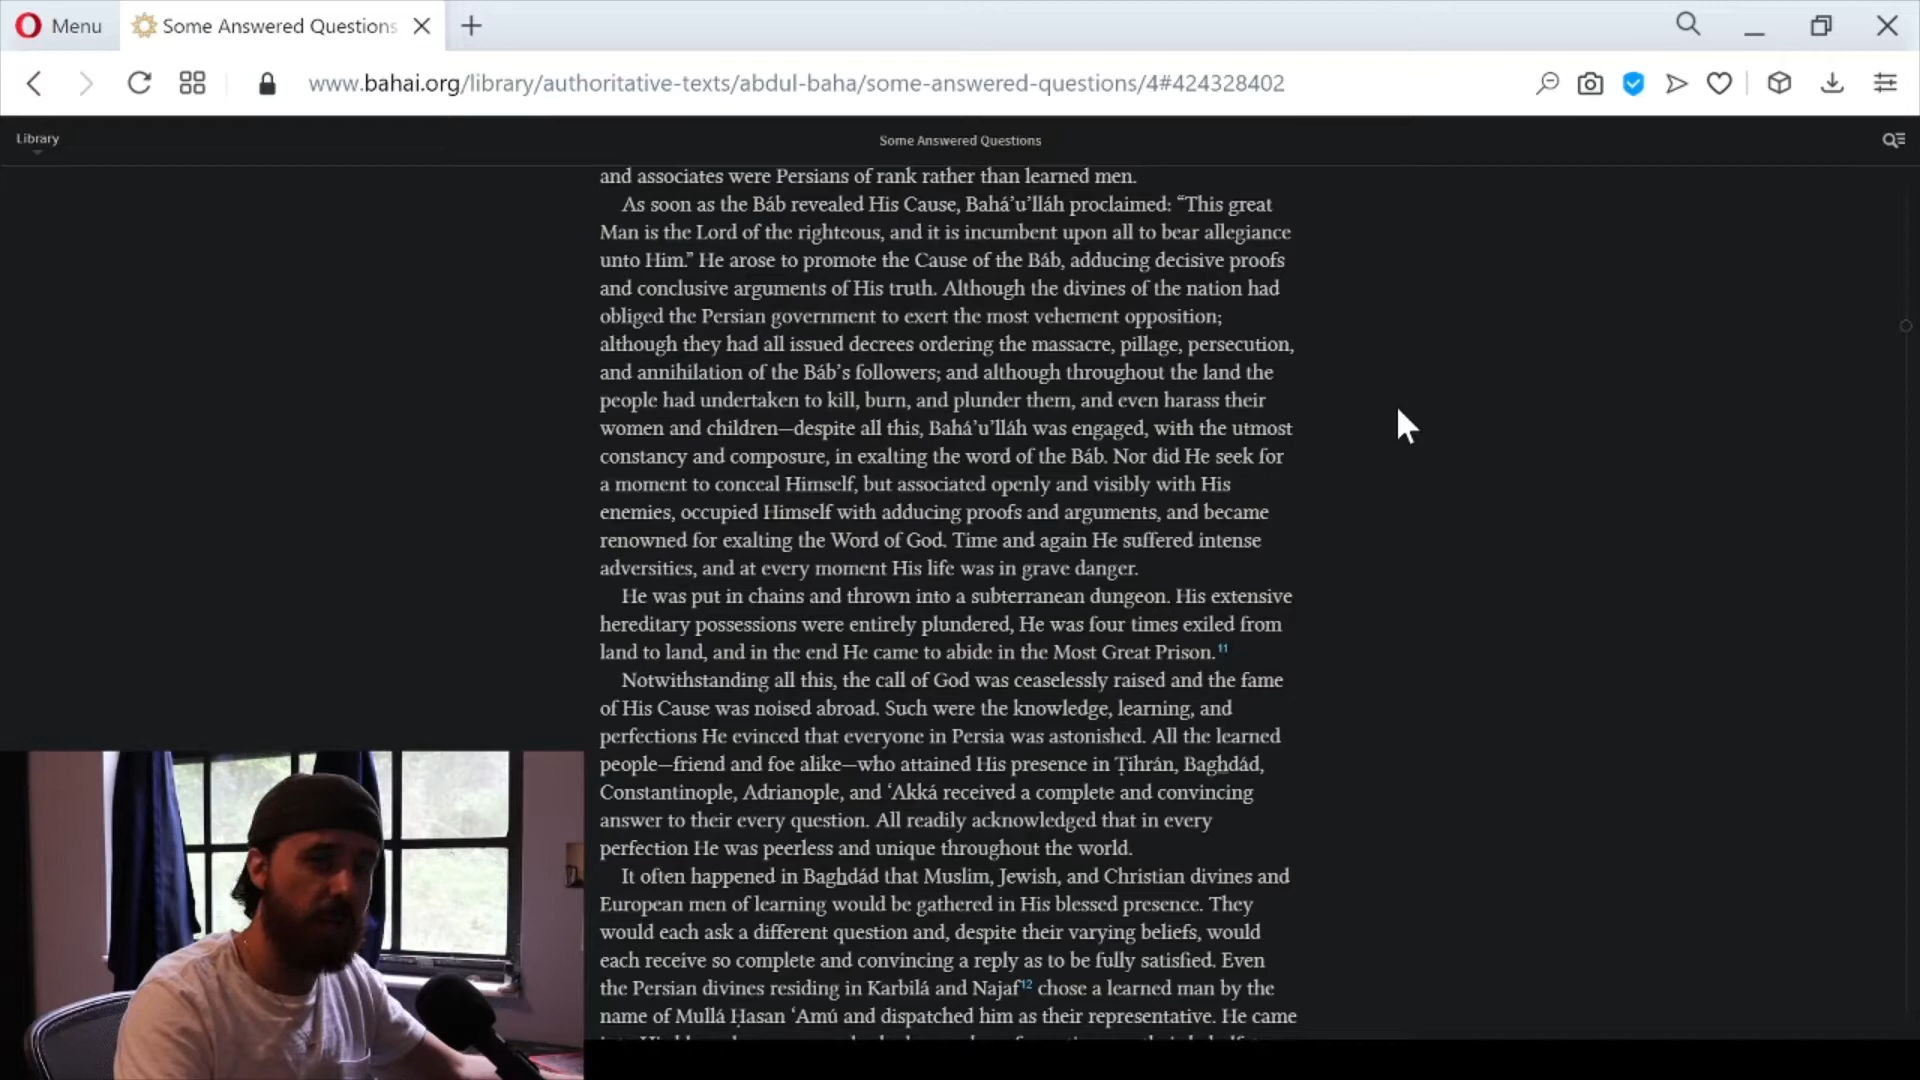 Menu
Some Answered Questions
www.bahai.org/library/authoritative-texts/abdul-baha/some-answered-questions/4#424328402
Library
Some Answered Questions
and associates were Persians of rank rather than learned men.
As soon as the Báb revealed His Cause, Bahá’u’lláh proclaimed: “This great
Man is the Lord of the righteous, and it is incumbent upon all to bear allegiance
unto Him.” He arose to promote the Cause of the Báb, adducing decisive proofs
and conclusive arguments of His truth. Although the divines of the nation had
obliged the Persian government to exert the most vehement opposition;
although they had all issued decrees ordering the massacre, pillage, persecution,
and annihilation of the Báb’s followers; and although throughout the land the
people had undertaken to kill, burn, and plunder them, and even harass their
women and children—despite all this, Bahá’u’lláh was engaged, with the utmost
constancy and composure, in exalting the word of the Báb. Nor did He seek for
a moment to conceal Himself, but associated openly and visibly with His
enemies, occupied Himself with adducing proofs and arguments, and became
renowned for exalting the Word of God. Time and again He suffered intense
adversities, and at every moment His life was in grave danger.
He was put in chains and thrown into a subterranean dungeon. His extensive
hereditary possessions were entirely plundered, He was four times exiled from
land to land, and in the end He came to abide in the Most Great Prison.11
Notwithstanding all this, the call of God was ceaselessly raised and the fame
of His Cause was noised abroad. Such were the knowledge, learning, and
perfections He evinced that everyone in Persia was astonished. All the learned
people—friend and foe alike—who attained His presence in Ṭihrán, Baghdád,
Constantinople, Adrianople, and ‘Akká received a complete and convincing
answer to their every question. All readily acknowledged that in every
perfection He was peerless and unique throughout the world.
It often happened in Baghdád that Muslim, Jewish, and Christian divines and
European men of learning would be gathered in His blessed presence. They
would each ask a different question and, despite their varying beliefs, would
each receive so complete and convincing a reply as to be fully satisfied. Even
the Persian divines residing in Karbilá and Najaf12 chose a learned man by the
name of Mullá Ḥasan ‘Amú and dispatched him as their representative. He came